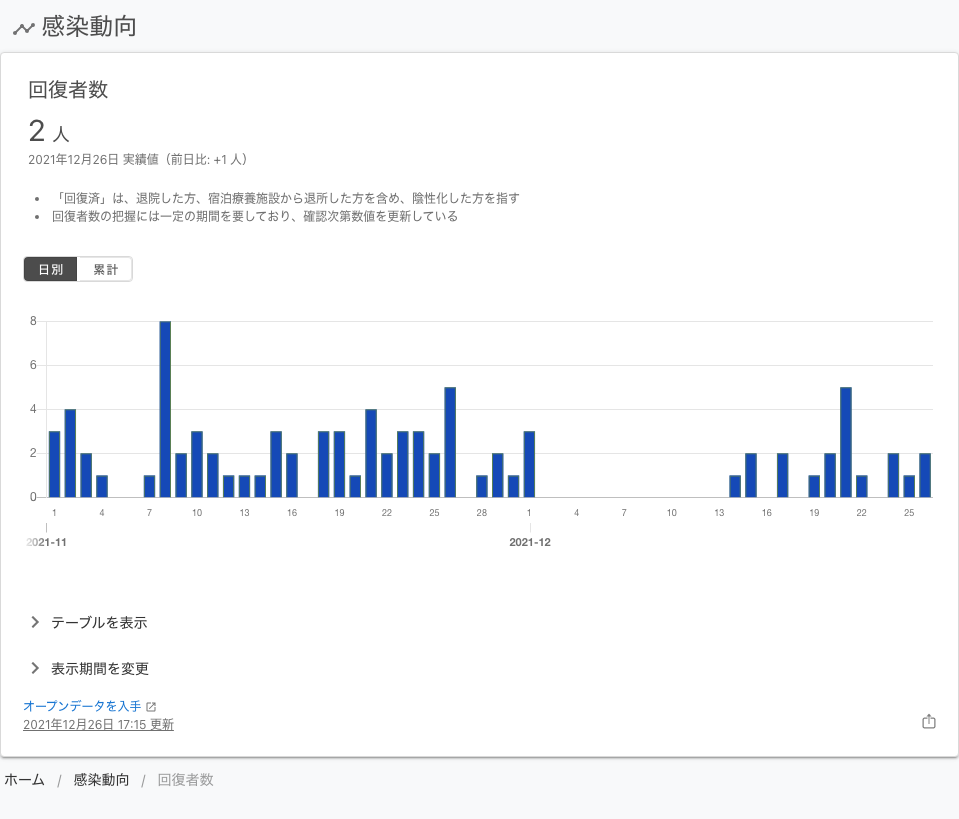 感染動向
回復者数
2 人
2021年12月26日 実績値（前日比: +1 人）
「回復済」は、退院した方、宿泊療養施設から退所した方を含め、陰性化した方を指す
回復者数の把握には一定の期間を要しており、確認次第数値を更新している
日別 累計
8
6
4
2
0
1 4 7 10 13 16 19 22 25 28 1 4 7 10 13 16 19 22 25
2021-11 2021-12
テーブルを表示
表示期間を変更
オープンデータを入手
2021年12月26日 17:15 更新
ホーム / 感染動向 / 回復者数